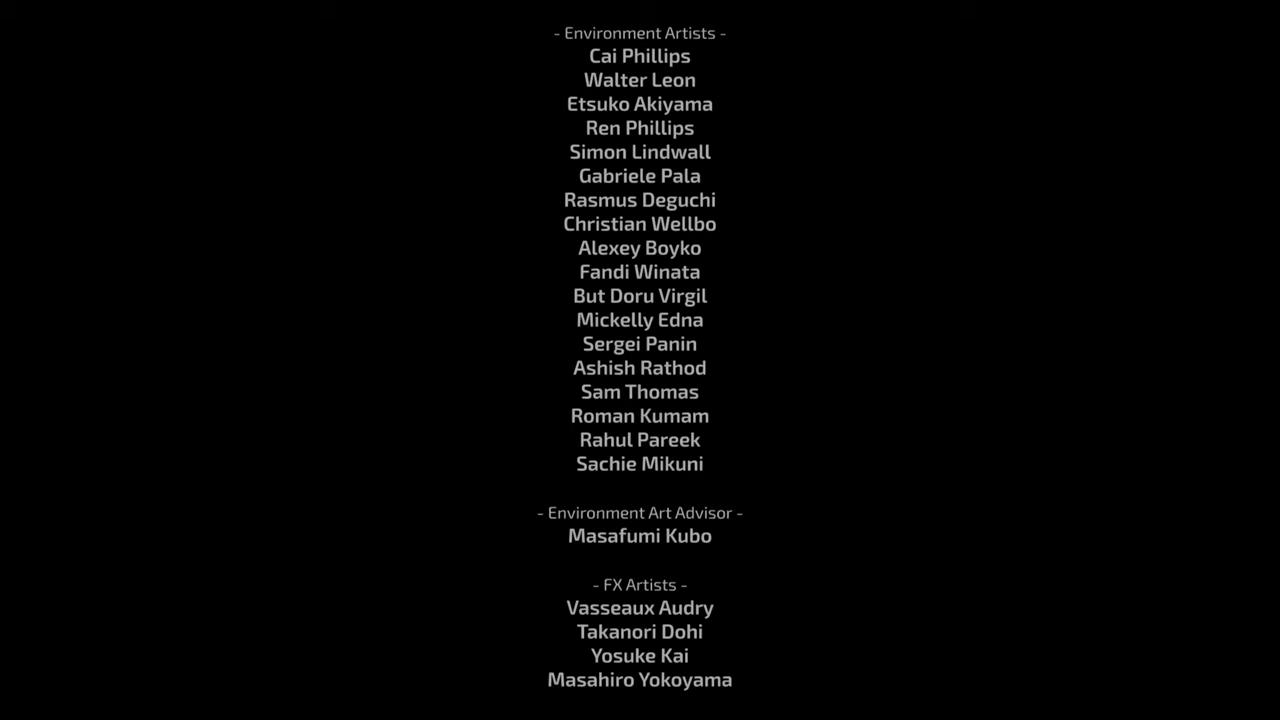 - Environment Artists -
Cai Phillips
Walter Leon
Etsuko Akiyama
Ren Phillips
Simon Lindwall
Gabriele Pala
Rasmus Deguchi
Christian Wellbo
Alexey Boyko
Fandi Winata
But Doru Virgil
Mickelly Edna
Sergei Panin
Ashish Rathod
Sam Thomas
Roman Kumam
Rahul Pareek
Sachie Mikuni
- Environment Art Advisor -
Masafumi Kubo
- FX Artists -
Vasseaux Audry
Takanori Dohi
Yosuke Kai
Masahiro Yokoyama